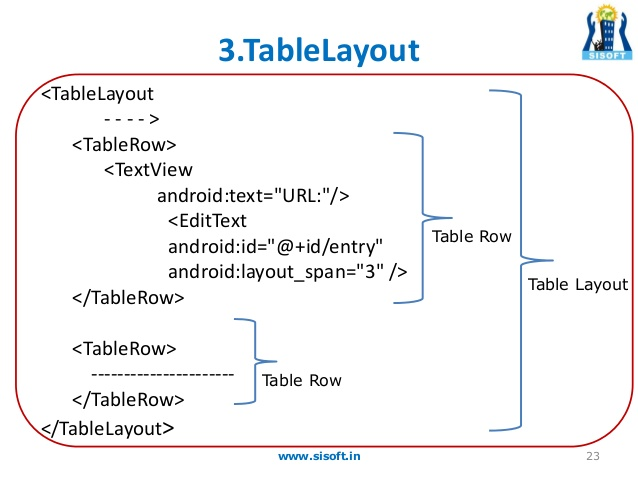 SISOFT
3.TableLayout
<TableLayout
- - - - >
<TableRow>
<TextView
android:text="URL:"/>
<EditText
android:id="@+id/entry"
android:layout_span="3" />
</TableRow>
Table Row
Table Layout
<TableRow>
----------------------
</TableRow>
Table Row
</TableLayout>
www.sisoft.in
23